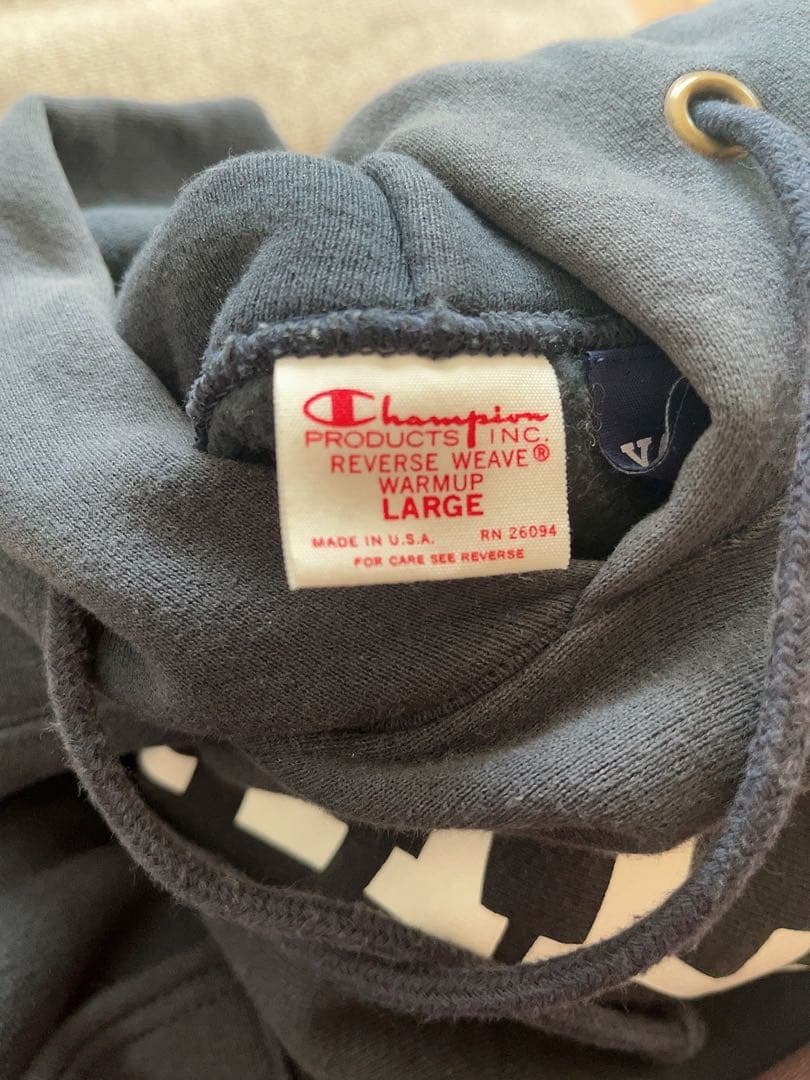 Champion
PRODUCTS INC.
REVERSE WEAVE®
WARMUP
LARGE
MADE IN U.S.A. RN 26094
FOR CARE SEE REVERSE